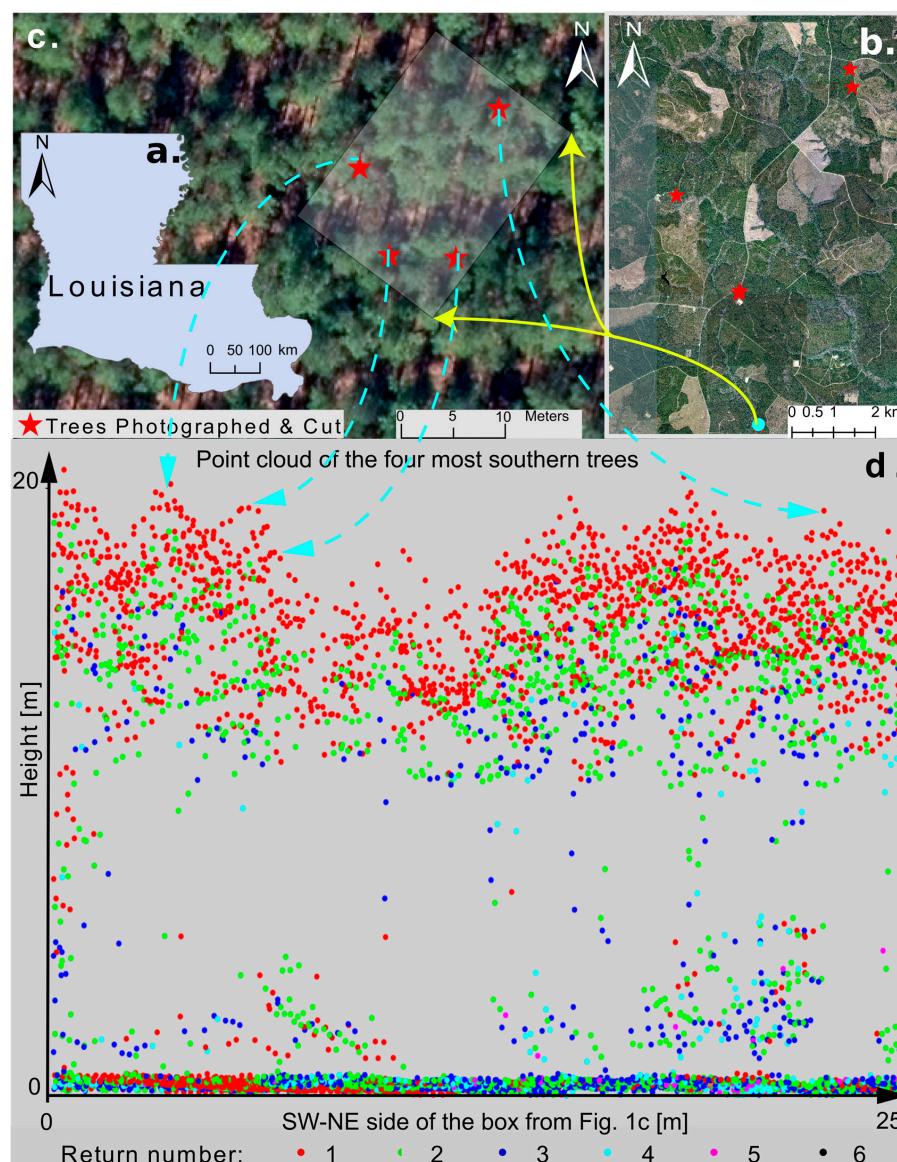 c.
N
N
b.
a.
N
Louisiana
0 50 100 km
★ Trees Photographed & Cut
0 5 10 Meters
0 0.5 1 2 km
Point cloud of the four most southern trees
d.
20
Height [m]
0
0
SW-NE side of the box from Fig. 1c [m]
25
Return number: 1 2 3 4 5 6